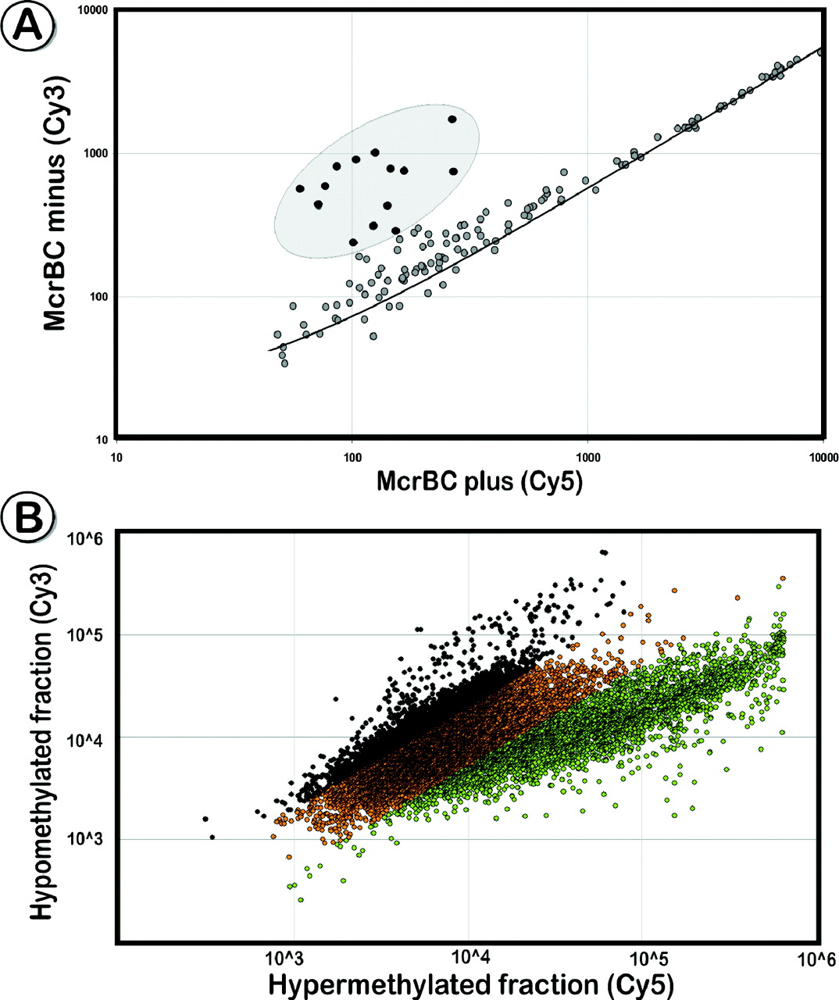 A
10000
1000
100
10
McrBC minus (Cy3)
10
100
1000
10000
McrBC plus (Cy5)
B
10^6
10^5
10^4
10^3
Hypomethylated fraction (Cy3)
10^3
10^4
10^5
10^6
Hypermethylated fraction (Cy5)